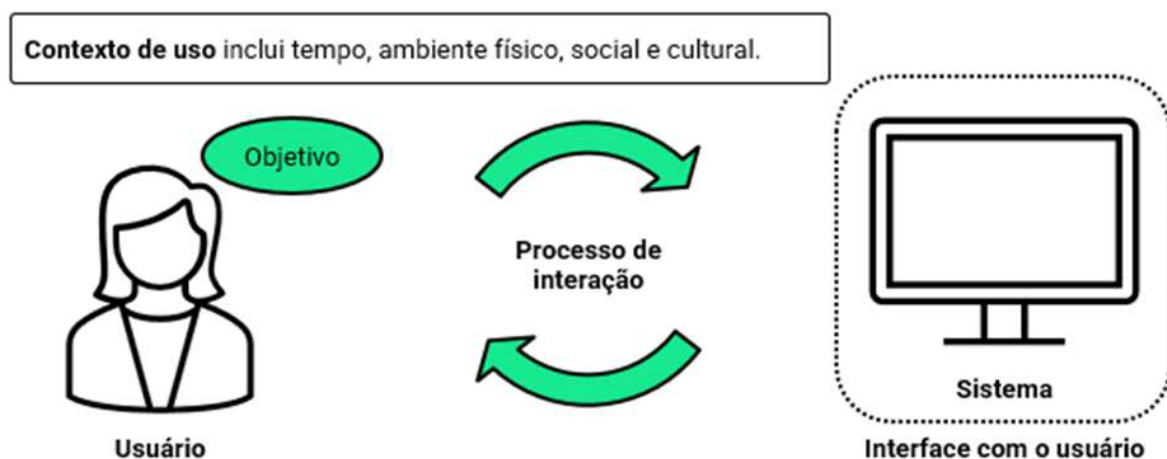 Contexto de uso inclui tempo, ambiente físico, social e cultural.
Objetivo
Processo de
interação
Sistema
Usuário
Interface com o usuário